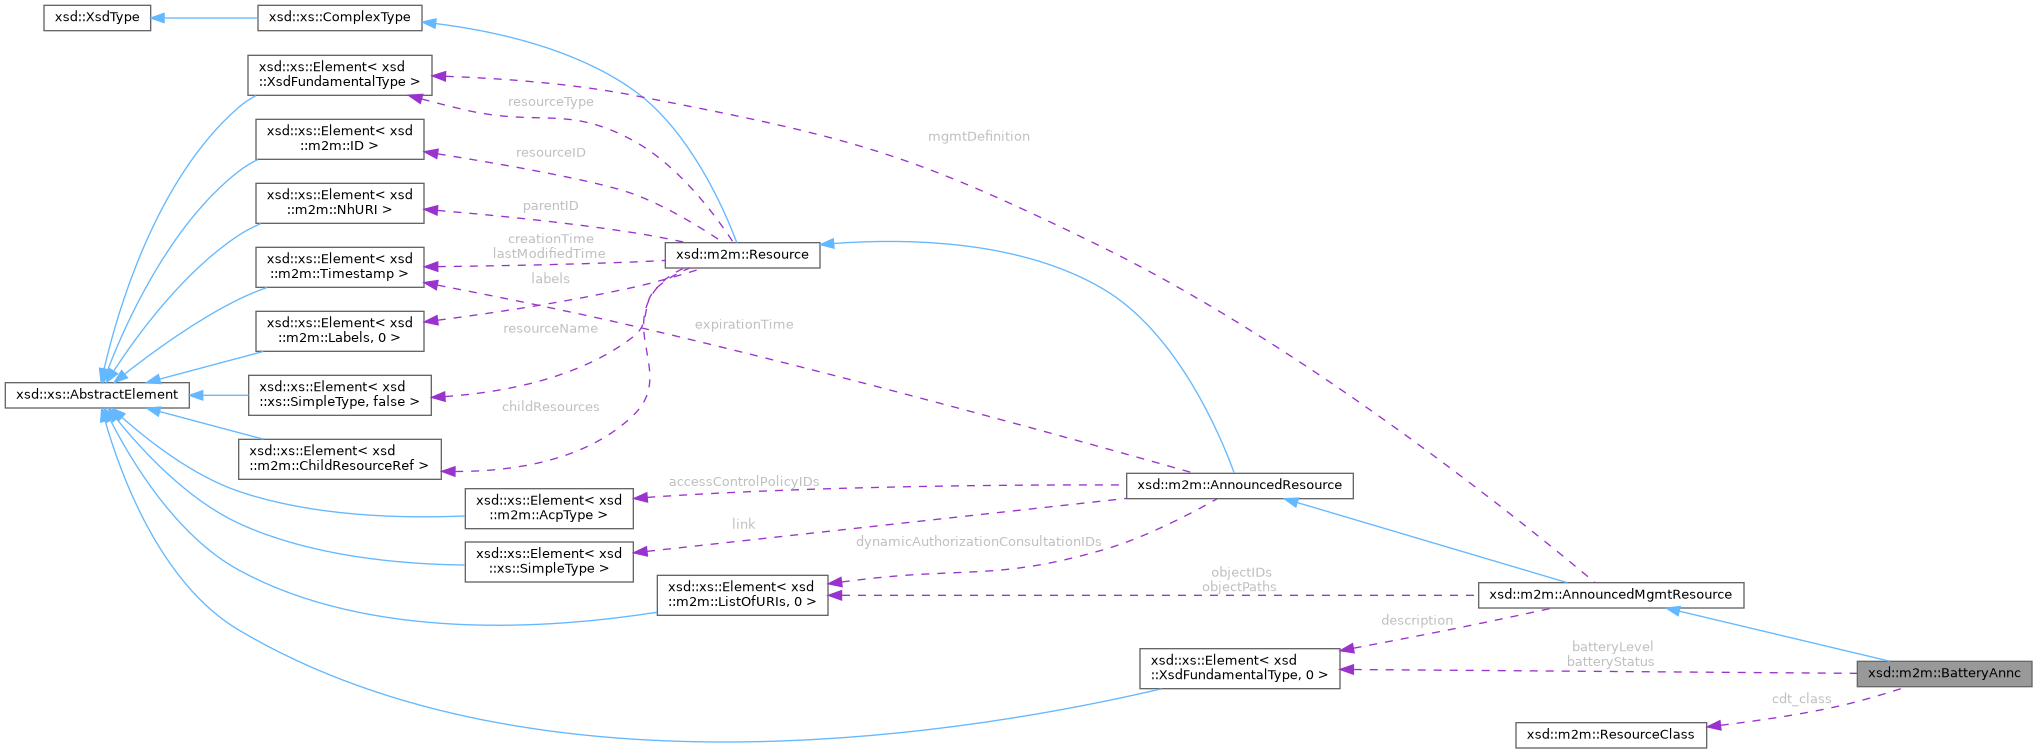 xsd::XsdType
xsd::xs::ComplexType
xsd::xs::Element< xsd
::XsdFundamentalType >
resourceType
mgmtDefinition
xsd::xs::Element< xsd
::m2m::ID >
resourceID
xsd::xs::Element< xsd
::m2m::NhURI >
parentID
xsd::xs::Element< xsd
::m2m::Timestamp >
creationTime
lastModifiedTime
xsd::m2m::Resource
labels
xsd::xs::Element< xsd
::m2m::Labels, 0 >
resourceName
expirationTime
xsd::xs::AbstractElement
xsd::xs::Element< xsd
::xs::SimpleType, false >
childResources
xsd::xs::Element< xsd
::m2m::ChildResourceRef >
accessControlPolicyIDs
xsd::m2m::AnnouncedResource
xsd::xs::Element< xsd
::m2m::AcpType >
link
dynamicAuthorizationConsultationIDs
xsd::xs::Element< xsd
::xs::SimpleType >
xsd::xs::Element< xsd
::m2m::ListOfURIs, 0 >
objectIDs
objectPaths
xsd::m2m::AnnouncedMgmtResource
description
xsd::xs::Element< xsd
::XsdFundamentalType, 0 >
batteryLevel
batteryStatus
xsd::m2m::BatteryAnnc
cdt_class
xsd::m2m::ResourceClass